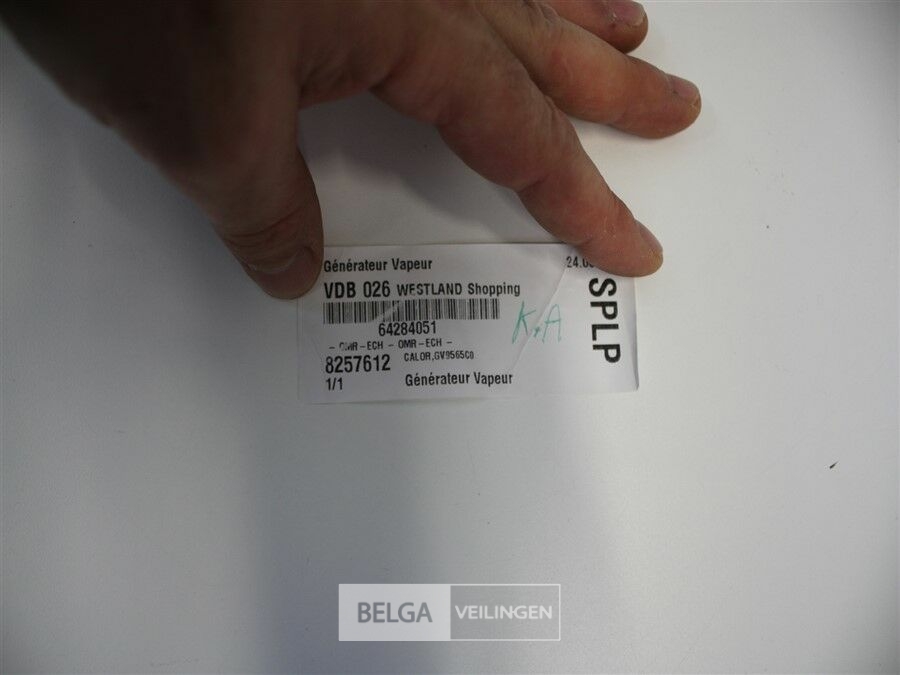 Générateur Vapeur 24.0
VDB 026 WESTLAND Shopping
64284051
K+A
- OMR-ECH - OMR-ECH -
8257612 CALOR,GV9565C0
1/1 Générateur Vapeur
SPLP
BELGA VEILINGEN